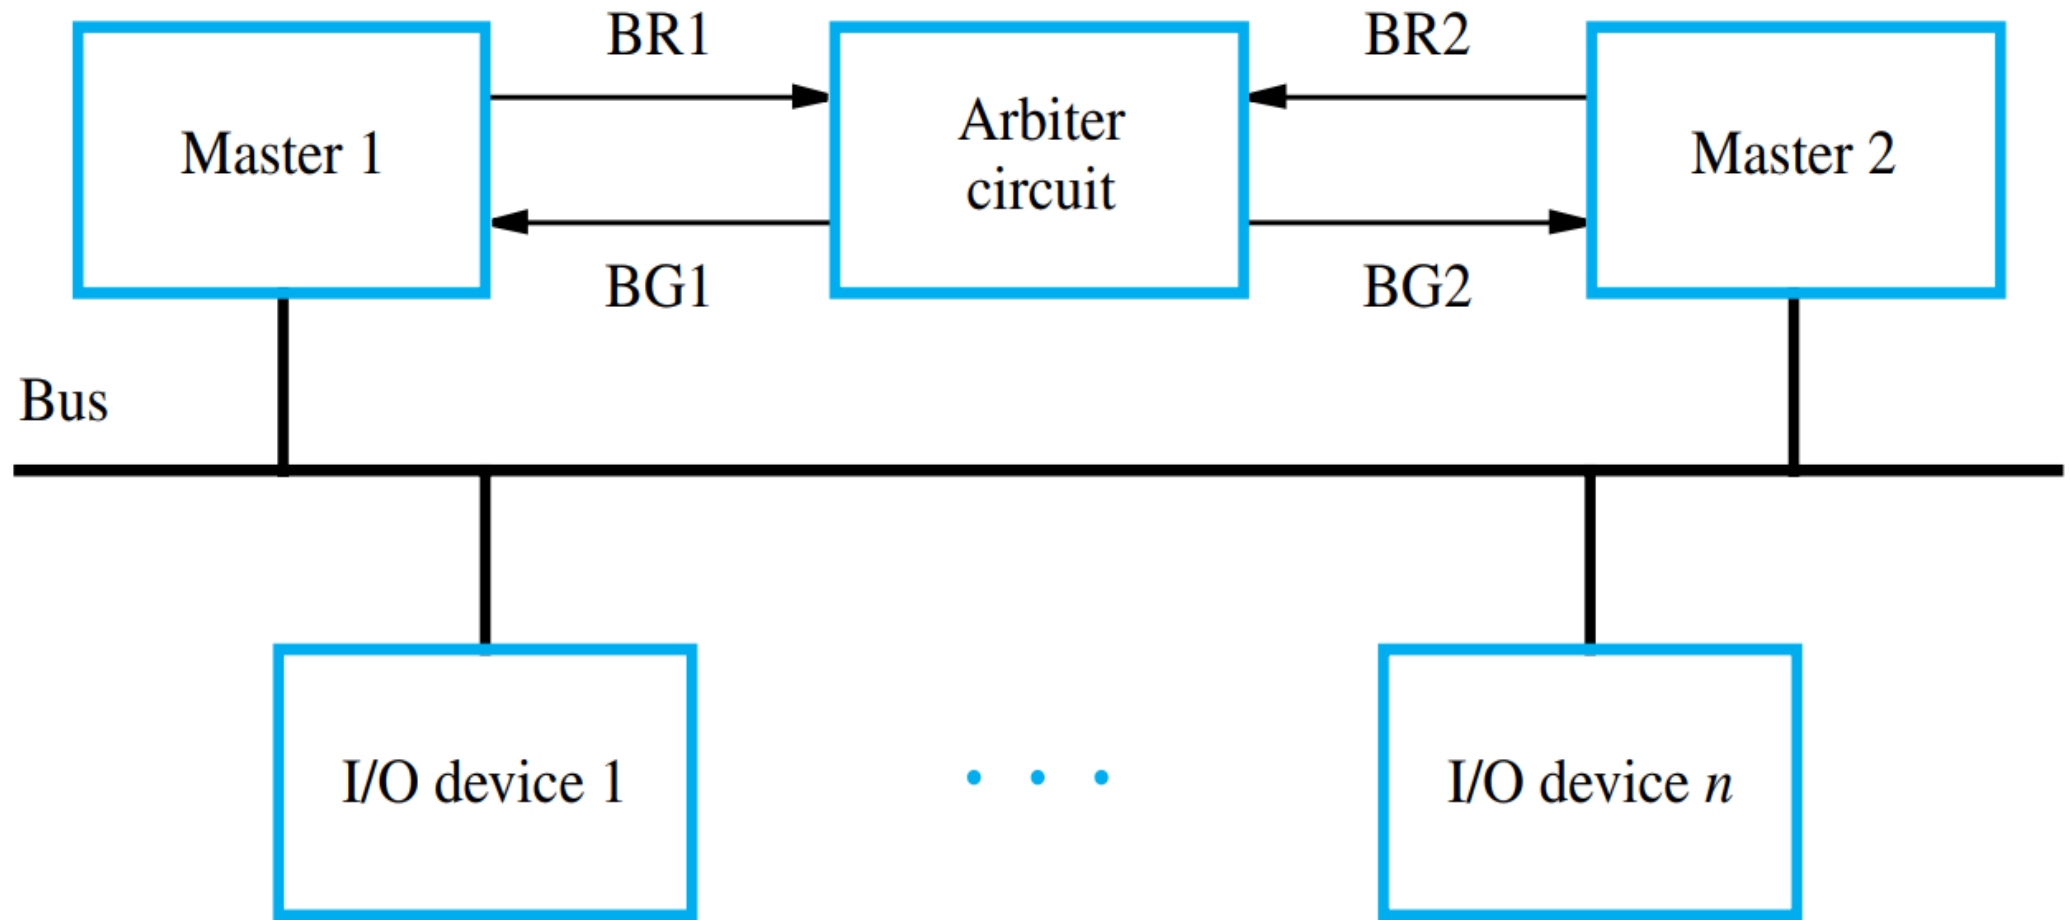 BR1
BR2
Master 1
Arbiter
circuit
Master 2
BG1
BG2
Bus
I/O device 1
I/O device n